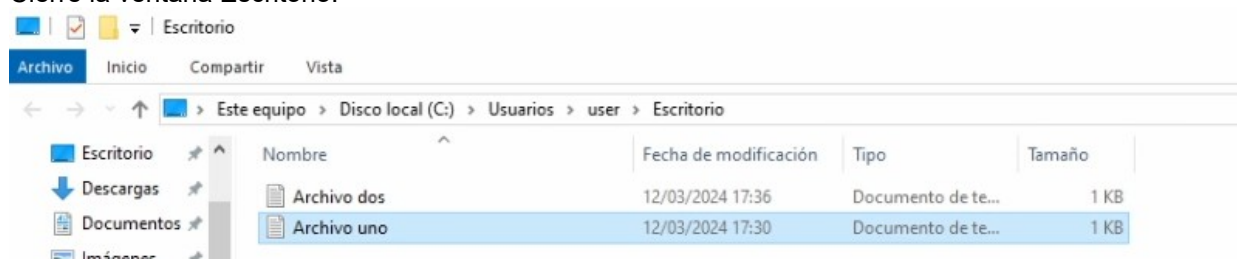 Cierro la ventana Escritorio.
Escritorio
Archivo Inicio Compartir Vista
Este equipo > Disco local (C:) > Usuarios > user > Escritorio
Escritorio Nombre Fecha de modificación Tipo Tamaño
Descargas Archivo dos 12/03/2024 17:36 Documento de te... 1 KB
Documentos Archivo uno 12/03/2024 17:30 Documento de te... 1 KB
Imágenes